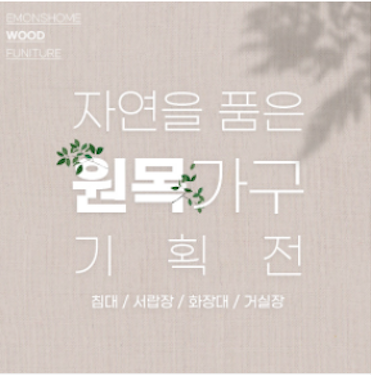 EMONSHOME
WOOD
FUNITURE
자연을 품은
원목가구
기획전
침대 / 서랍장 / 화장대 / 거실장